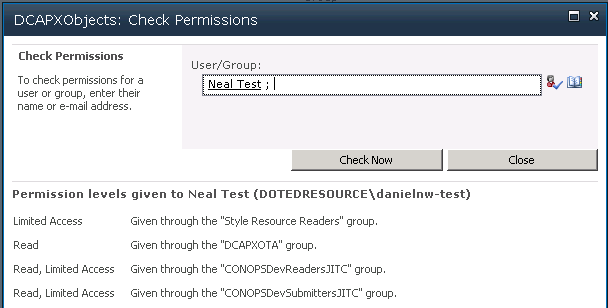 DCAPXObjects: Check Permissions
Check Permissions
To check permissions for a
user or group, enter their
name or e-mail address.
User/Group:
Neal Test ;
Check Now
Close
Permission levels given to Neal Test (DOTEDRESOURCE\danielnw-test)
Limited Access Given through the "Style Resource Readers" group.
Read Given through the "DCAPXOTA" group.
Read, Limited Access Given through the "CONOPSDevReadersJITC" group.
Read, Limited Access Given through the "CONOPSDevSubmittersJITC" group.